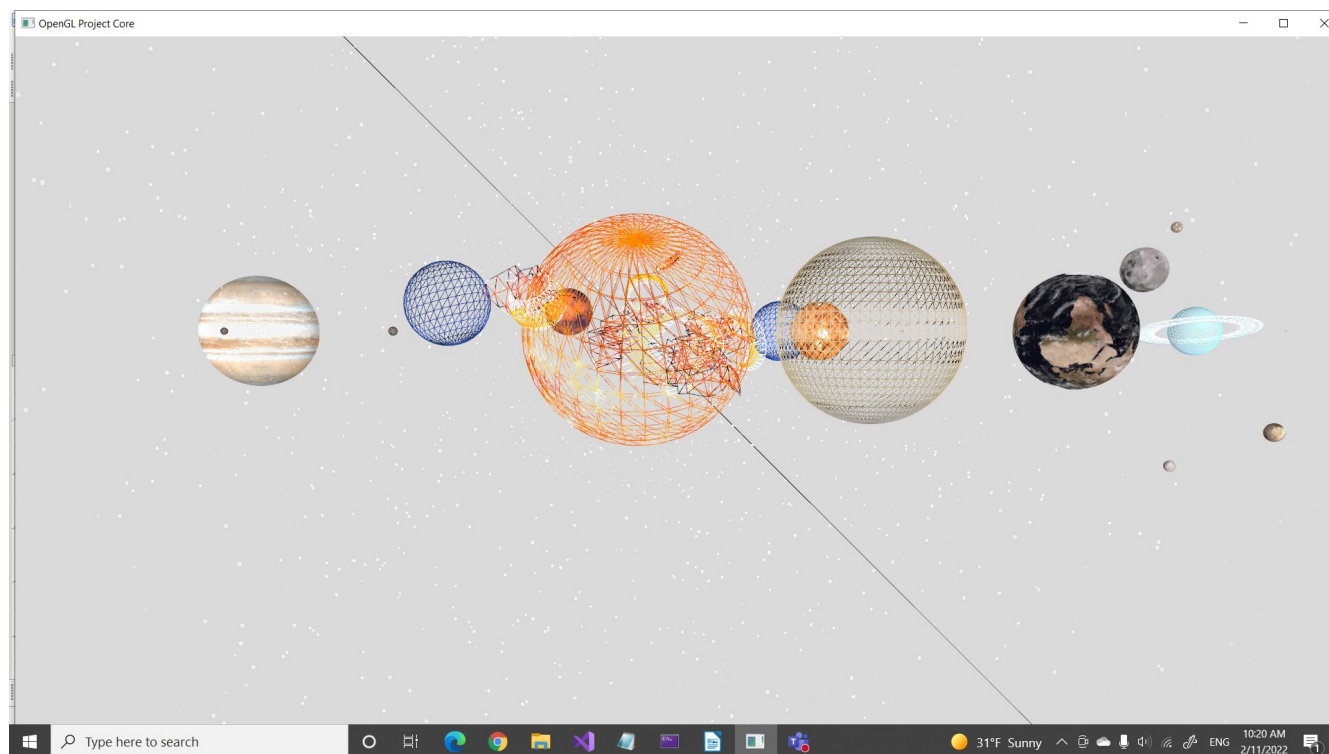 OpenGL Project Core
Type here to search
31°F Sunny
ENG
10:20 AM
2/11/2022